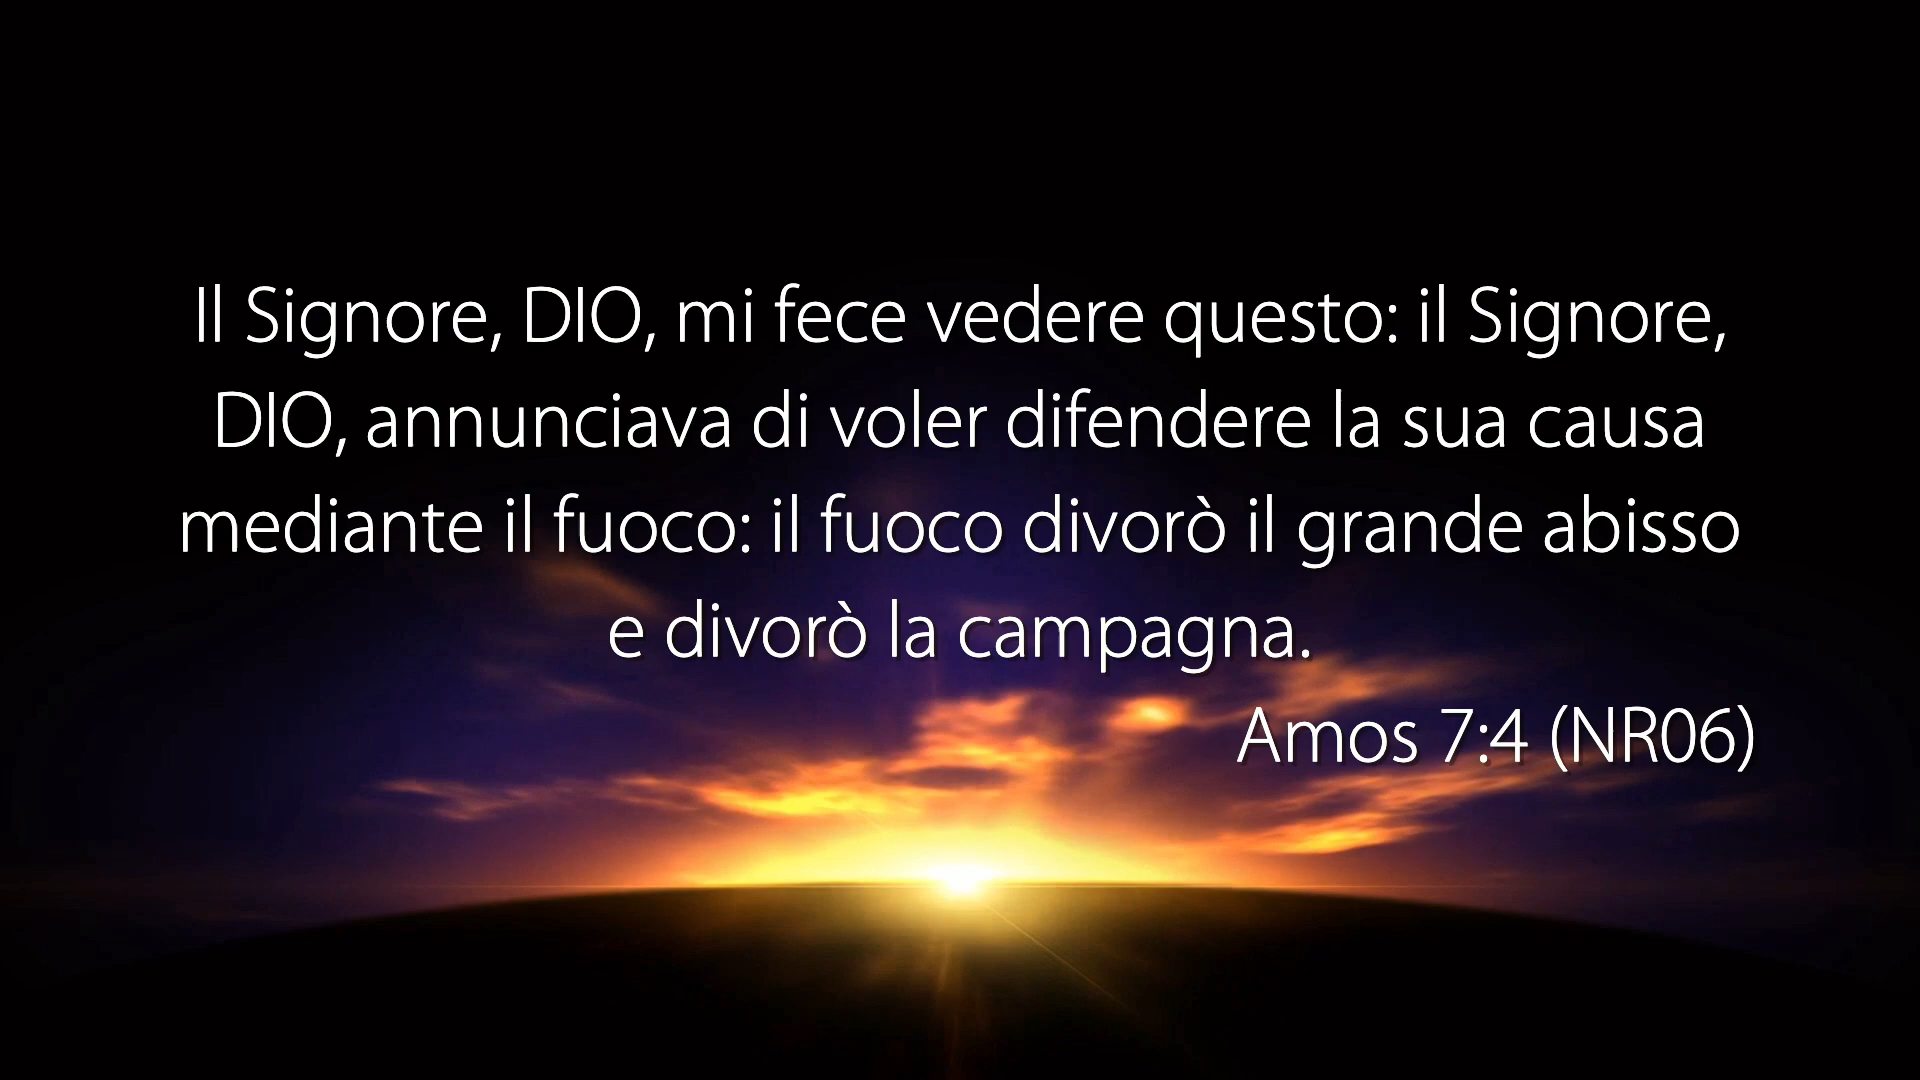 Il Signore, DIO, mi fece vedere questo: il Signore,
DIO, annunciava di voler difendere la sua causa
mediante il fuoco: il fuoco divorò il grande abisso
e divorò la campagna.
Amos 7:4 (NR06)